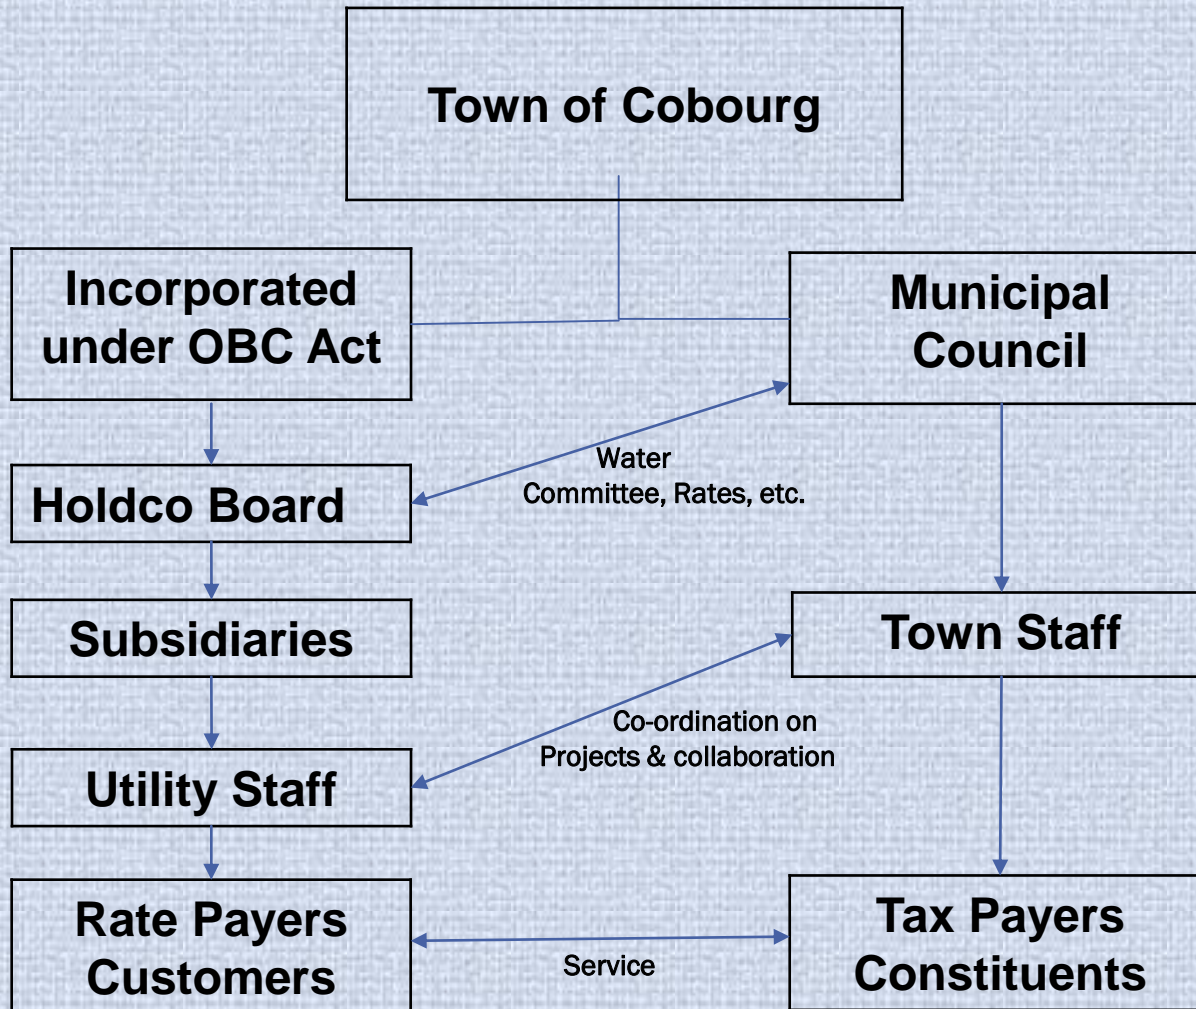 Town of Cobourg
Incorporated
under OBC Act
Municipal
Council
Water
Committee, Rates, etc.
Holdco Board
Subsidiaries
Town Staff
Co-ordination on
Projects & collaboration
Utility Staff
Rate Payers
Customers
Service
Tax Payers
Constituents